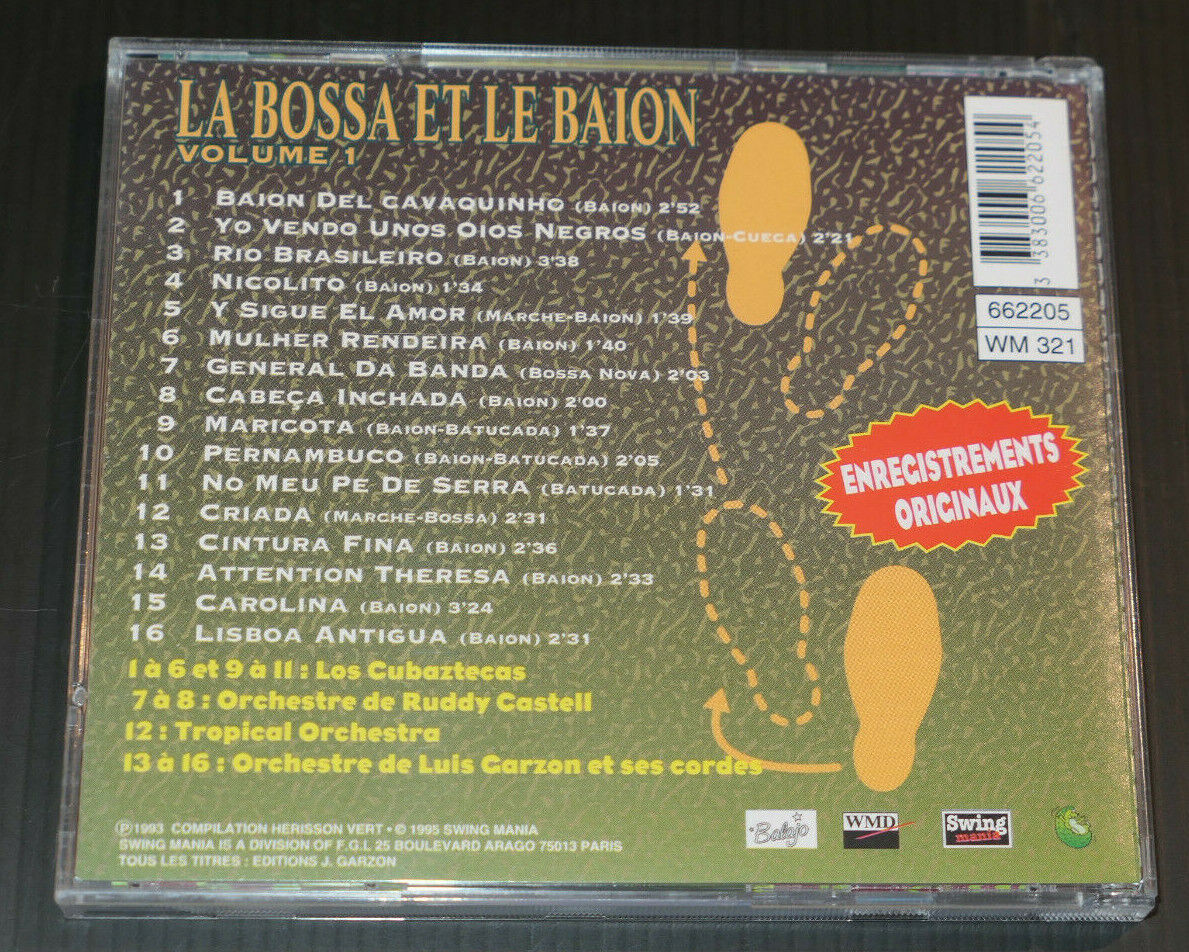 LA BOSSA ET LE BAION
VOLUME 1
1 BAION DEL CAVAQUINHO (BAION) 2'52
2 YO VENDO UNOS OIOS NEGROS (BAION-CUECA) 2'21
3 RIO BRASILEIRO (BAION) 3'38
4 NICOLITO (BAION) 1'34
5 Y SIGUE EL AMOR (MARCHE-BAION) 1'39
6 MULHER RENDEIRA (BAION) 1'40
7 GENERAL DA BANDA (BOSSA NOVA) 2'03
8 CABEÇA INCHADA (BAION) 2'00
9 MARICOTA (BAION-BATUCADA) 1'37
10 PERNAMBUCO (BAION-BATUCADA) 2'05
11 NO MEU PE DE SERRA (BATUCADA) 1'31
12 CRIADA (MARCHE-BOSSA) 2'31
13 CINTURA FINA (BAION) 2'36
14 ATTENTION THERESA (BAION) 2'33
15 CAROLINA (BAION) 3'24
16 LISBOA ANTIGUA (BAION) 2'31
1 à 6 et 9 à 11 : Los Cubaztecas
7 à 8 : Orchestre de Ruddy Castell
12 : Tropical Orchestra
13 à 16 : Orchestre de Luis Garzon et ses cordes
3 383006 622054
662205
WM 321
ENREGISTREMENTS
ORIGINAUX
Ⓟ1993 COMPILATION HERISSON VERT • © 1995 SWING MANIA
SWING MANIA IS A DIVISION OF F.G.L 25 BOULEVARD ARAGO 75013 PARIS
TOUS LES TITRES : EDITIONS J. GARZON
Balajo
WMD
Swing
mania